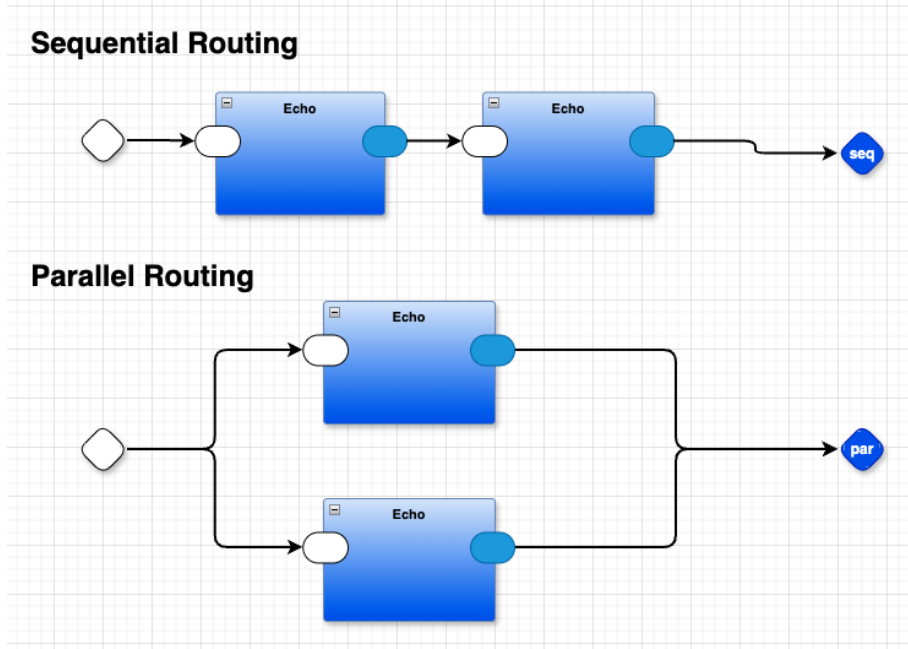 Sequential Routing
Echo
Echo
seq
Parallel Routing
Echo
par
Echo